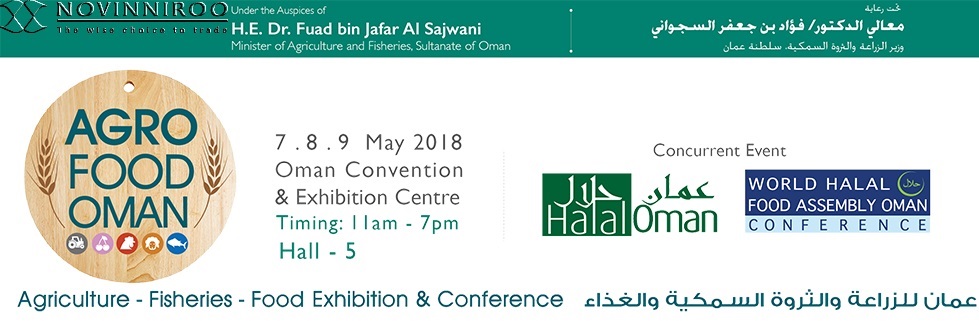 NOVINNIROO
The wise choice to trade
Under the Auspices of
H.E. Dr. Fuad bin Jafar Al Sajwani
Minister of Agriculture and Fisheries, Sultanate of Oman
تحت رعاية
معالي الدكتور/ فؤاد بن جعفر السجواني
وزير الزراعة والثروة السمكية، سلطنة عمان
AGRO
FOOD
OMAN
7 . 8 . 9 May 2018
Oman Convention
& Exhibition Centre
Timing: 11am - 7pm
Hall - 5
Concurrent Event
حلال عمان
Halal Oman
WORLD HALAL حلال
FOOD ASSEMBLY OMAN
CONFERENCE
Agriculture - Fisheries - Food Exhibition & Conference عمان للزراعة والثروة السمكية والغذاء